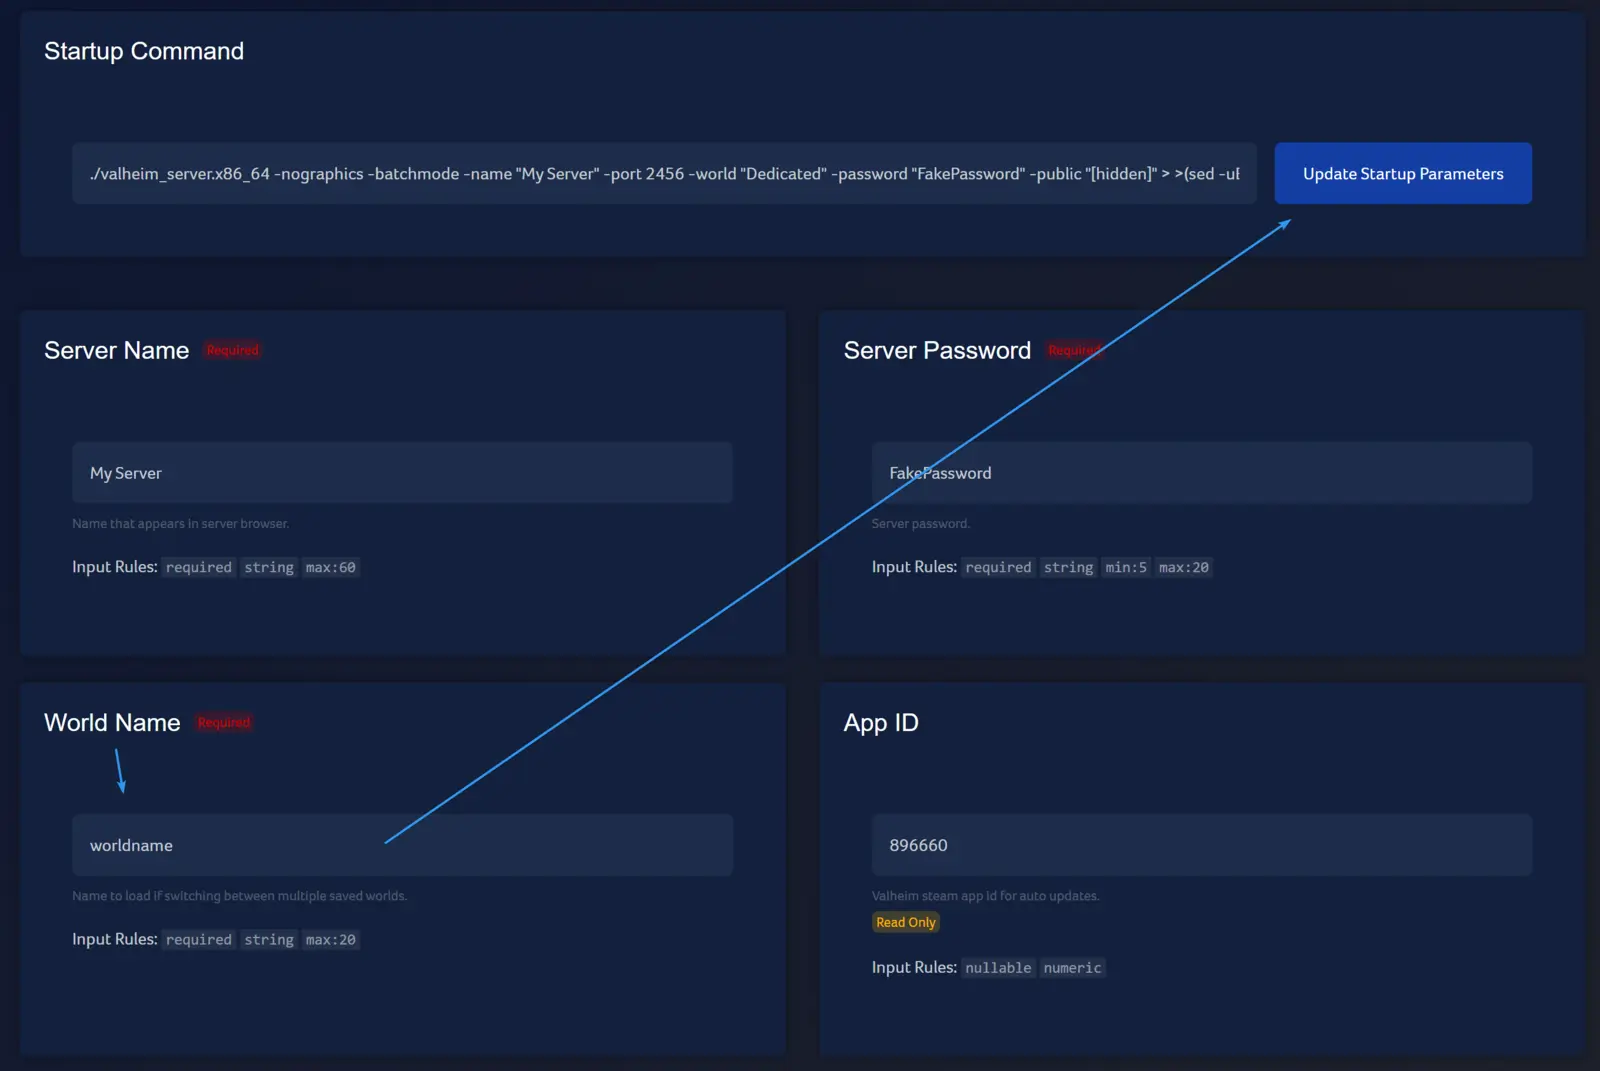 Startup Command
./valheim_server.x86_64 -nographics -batchmode -name "My Server" -port 2456 -world "Dedicated" -password "FakePassword" -public "[hidden]" > >(sed -uE
Update Startup Parameters
Server Name Required
My Server
Name that appears in server browser.
Input Rules: required string max:60
Server Password Required
FakePassword
Server password.
Input Rules: required string min:5 max:20
World Name Required
worldname
Name to load if switching between multiple saved worlds.
Input Rules: required string max:20
App ID
896660
Valheim steam app id for auto updates.
Read Only
Input Rules: nullable numeric